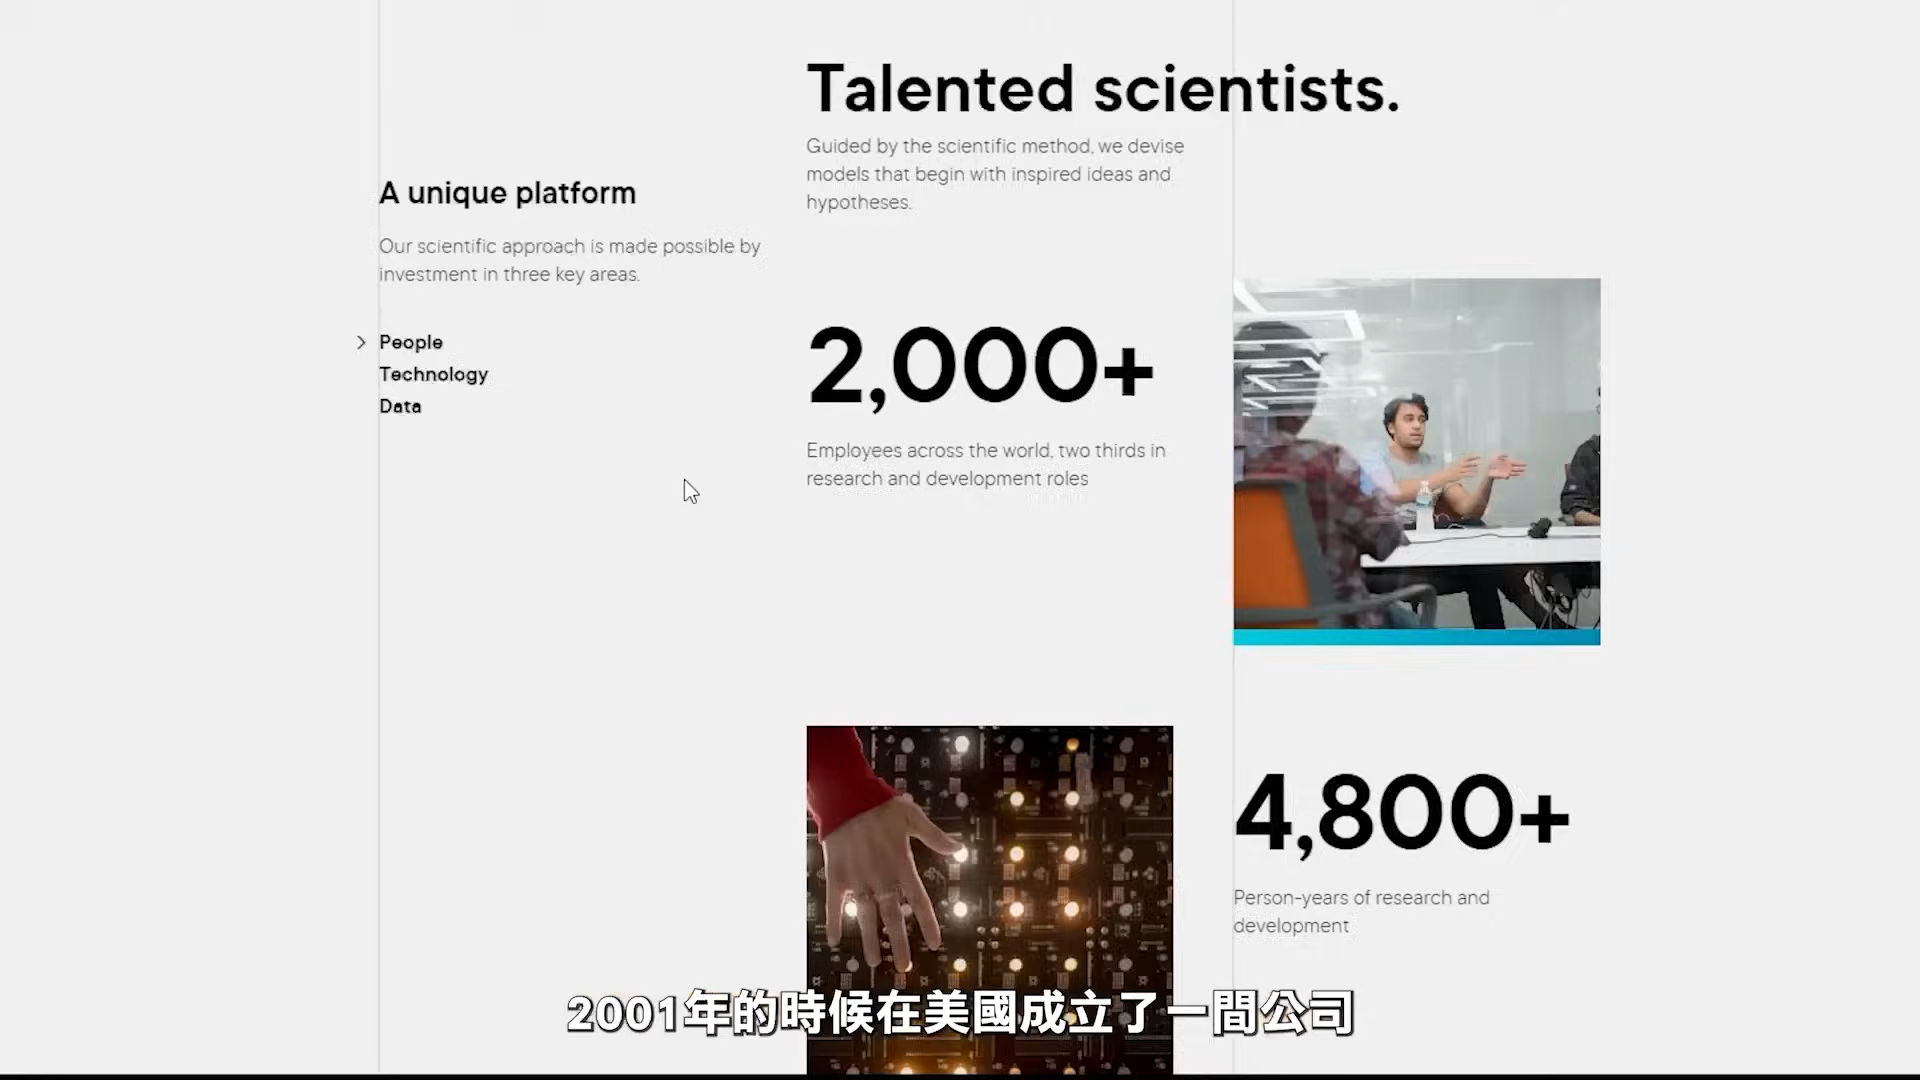 Talented scientists.
Guided by the scientific method, we devise
models that begin with inspired ideas and
hypotheses.
A unique platform
Our scientific approach is made possible by
investment in three key areas.
People
Technology
Data
2,000+
Employees across the world, two thirds in
research and development roles
4,800+
Person-years of research and
development
2001年的時候在美國成立了一間公司